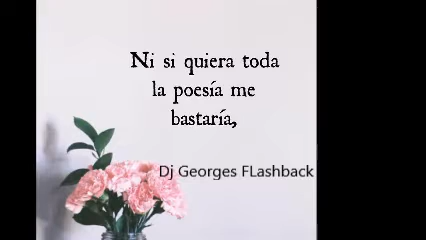 Ni si quiera toda
la poesía me
bastaría,
Dj Georges FLashback